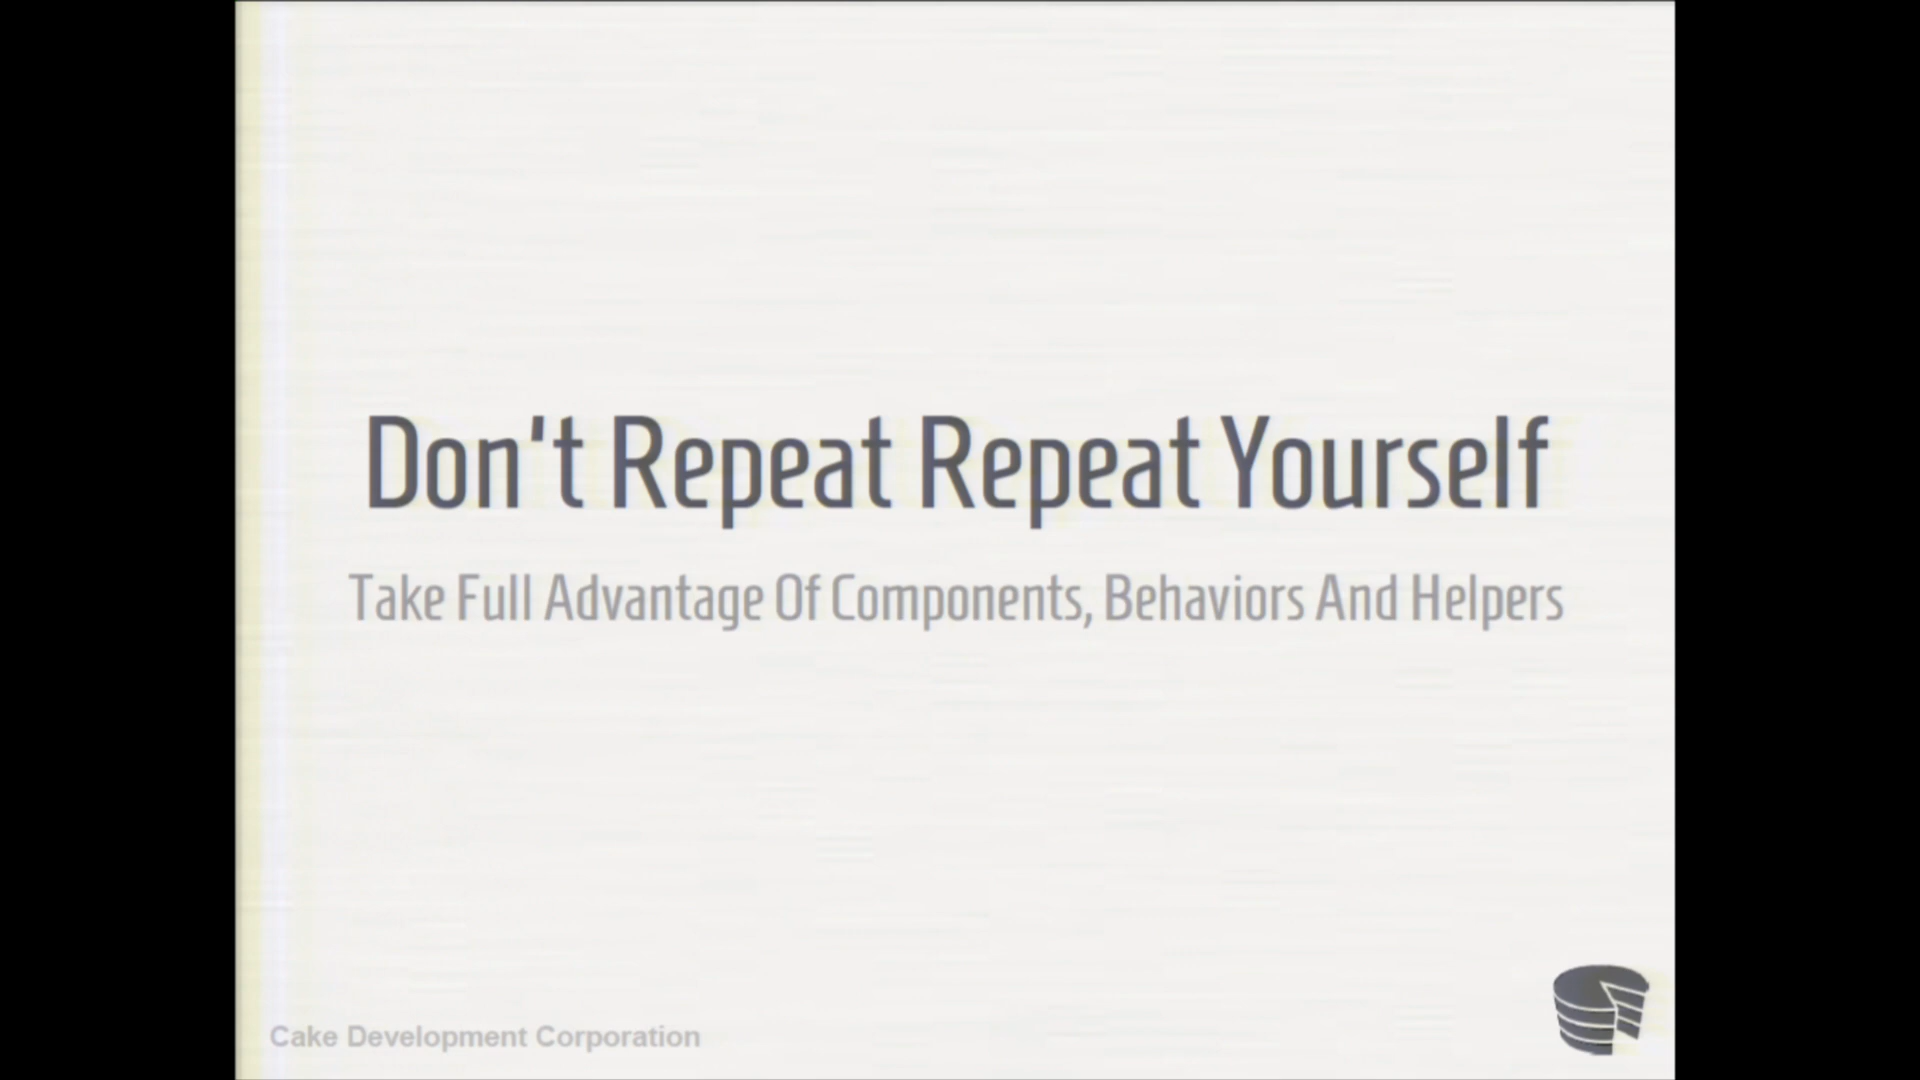 Don't Repeat Repeat Yourself
Take Full Advantage Of Components, Behaviors And Helpers
Cake Development Corporation